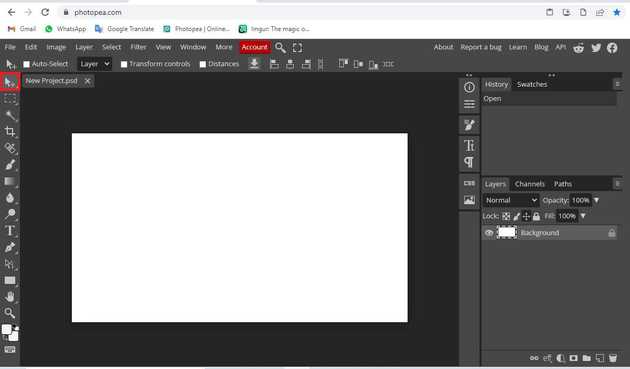 photopea.com
Gmail WhatsApp Google Translate Photopea | Online... Imgur: The magic o...
File Edit Image Layer Select Filter View Window More Account About Report a bug Learn Blog API
Auto-Select Layer Transform controls Distances
New Project.psd
History Swatches
Open
CSS
Layers Channels Paths
Normal Opacity: 100%
Lock: Fill: 100%
Background